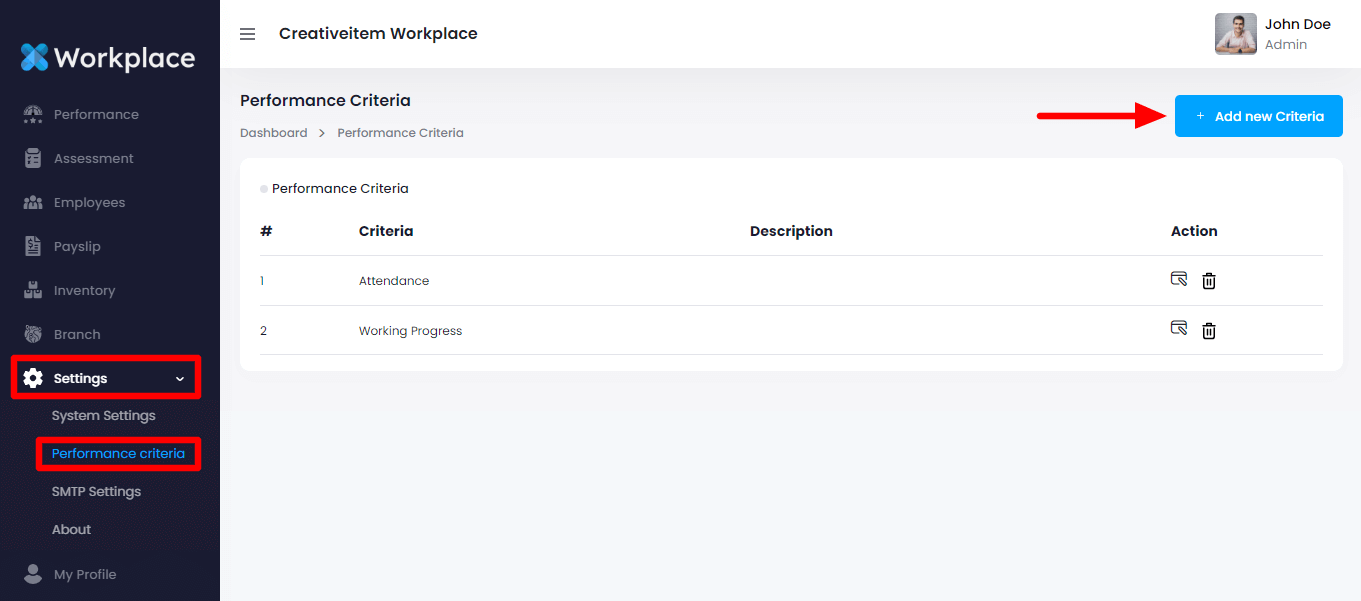 Workplace
Performance
Assessment
Employees
Payslip
Inventory
Branch
Settings
System Settings
Performance criteria
SMTP Settings
About
My Profile
Creativeitem Workplace
John Doe
Admin
Performance Criteria
Dashboard > Performance Criteria
+ Add new Criteria
Performance Criteria
# Criteria Description Action
1 Attendance
2 Working Progress